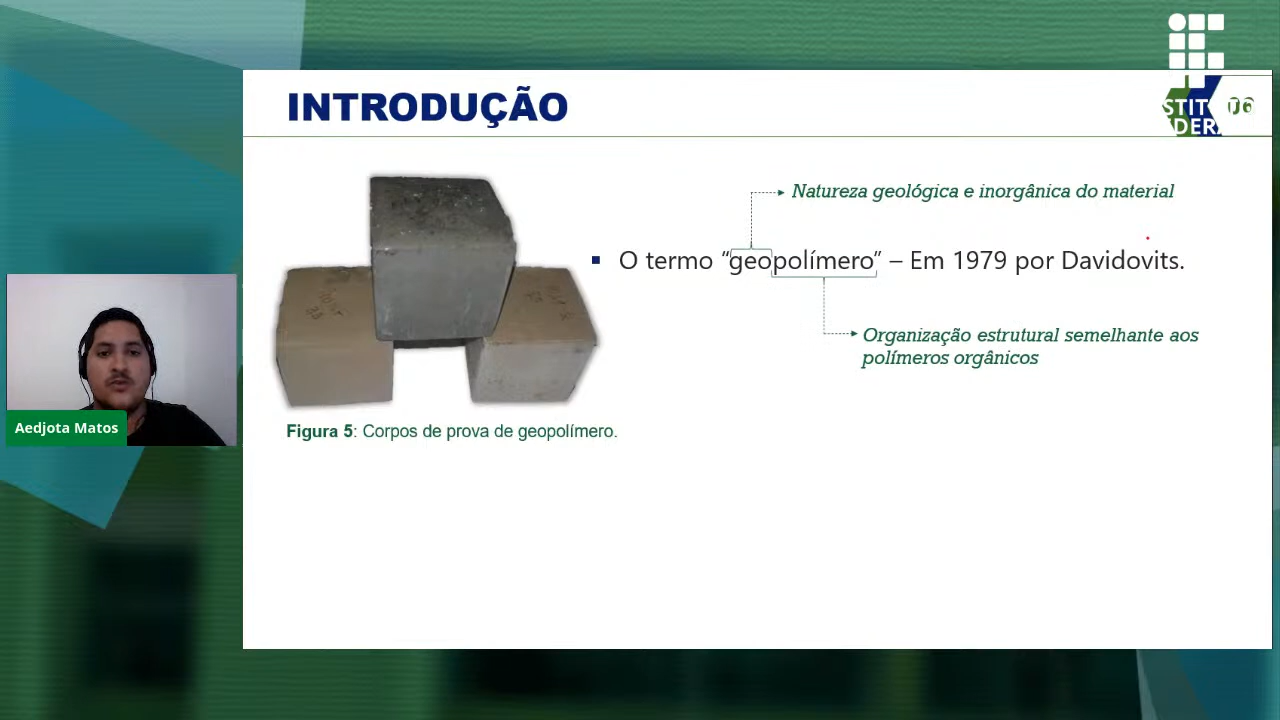 INTRODUÇÃO
Natureza geológica e inorgânica do material
▪ O termo “geopolímero” – Em 1979 por Davidovits.
Organização estrutural semelhante aos
polímeros orgânicos
Figura 5: Corpos de prova de geopolímero.
Aedjota Matos